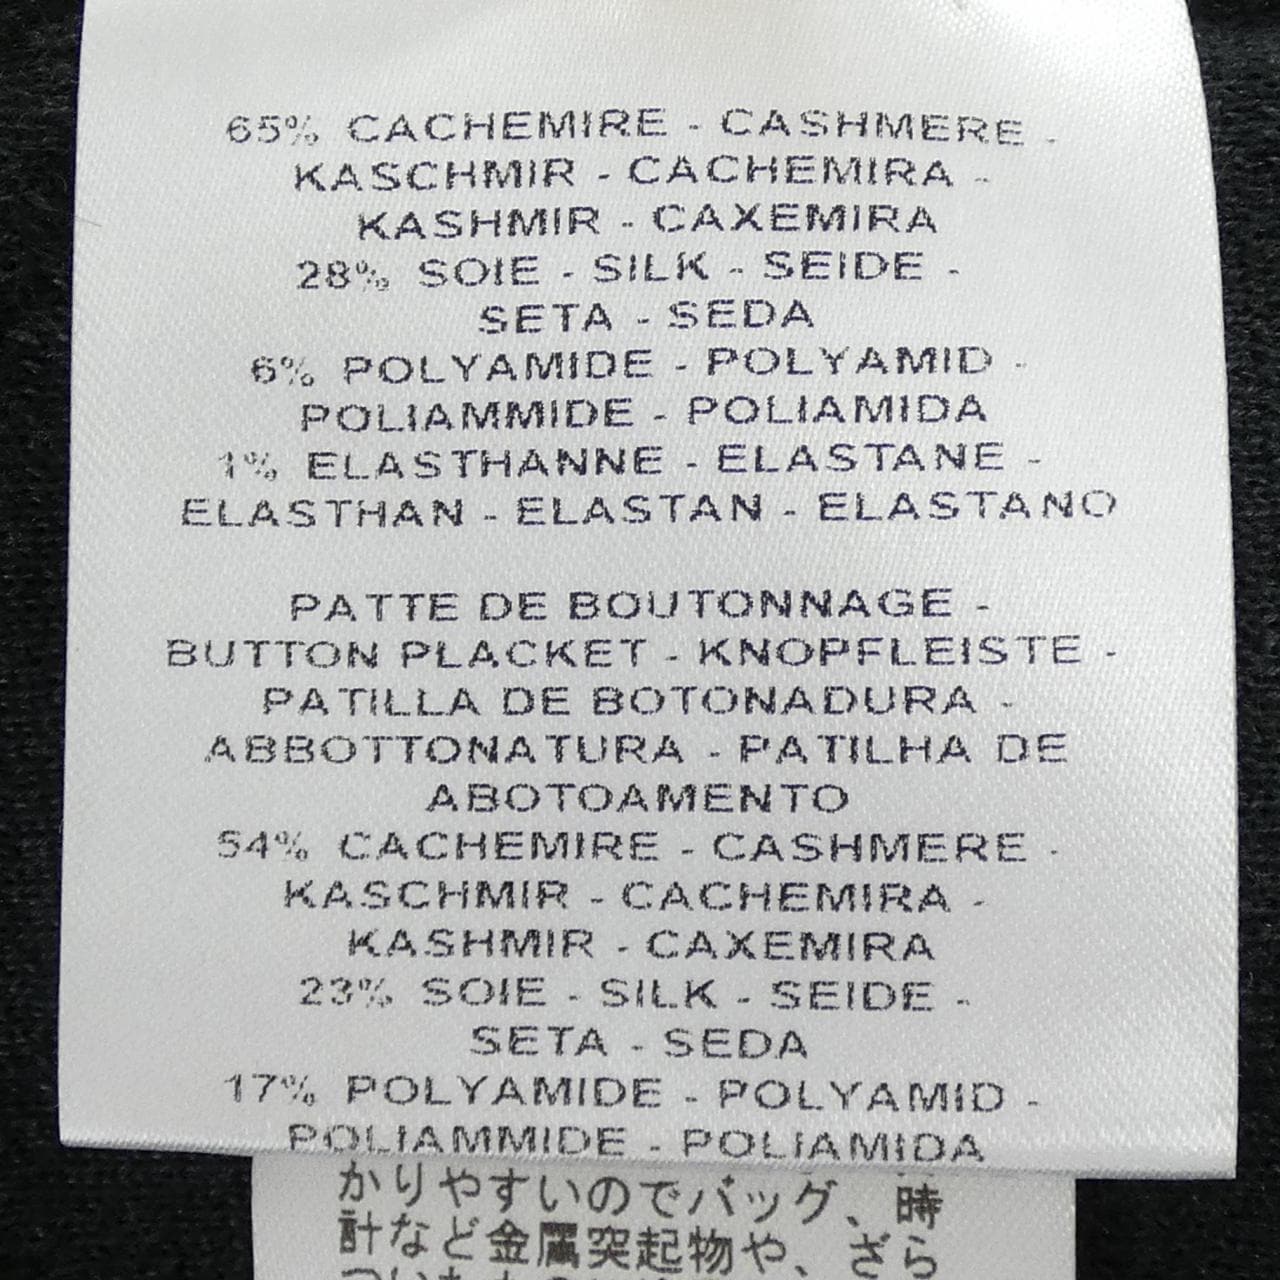 65% CACHEMIRE - CASHMERE -
KASCHMIR - CACHEMIRA -
KASHMIR - CAXEMIRA
28% SOIE - SILK - SEIDE -
SETA - SEDA
6% POLYAMIDE - POLYAMID -
POLIAMMIDE - POLIAMIDA
1% ELASTHANNE - ELASTANE -
ELASTHAN - ELASTAN - ELASTANO
PATTE DE BOUTONNAGE -
BUTTON PLACKET - KNOPFLEISTE -
PATILLA DE BOTONADURA -
ABBOTTONATURA - PATILHA DE
ABOTOAMENTO
54% CACHEMIRE - CASHMERE -
KASCHMIR - CACHEMIRA -
KASHMIR - CAXEMIRA
23% SOIE - SILK - SEIDE -
SETA - SEDA
17% POLYAMIDE - POLYAMID -
POLIAMMIDE - POLIAMIDA
かりやすいのでバッグ、時
計など金属突起物や、ざら